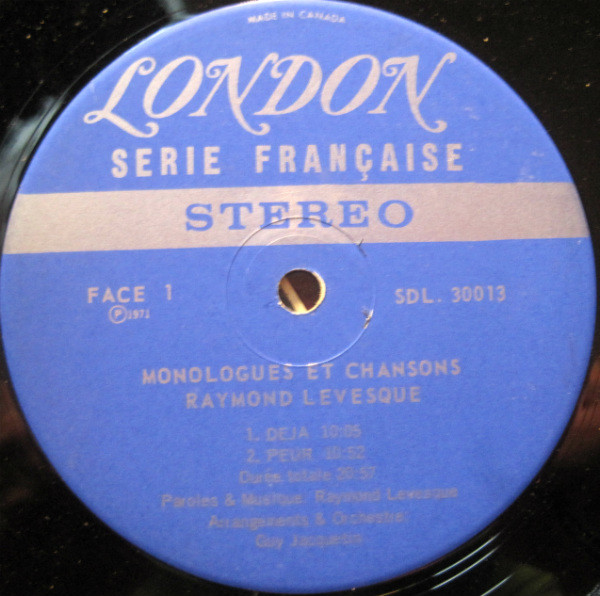 MADE IN CANADA
LONDON
SERIE FRANÇAISE
STEREO
FACE 1
SDL. 30013
℗1971
MONOLOGUES ET CHANSONS
RAYMOND LEVESQUE
1. DEJA 10:05
2. PEUR 10:52
Durée totale 20:57
Paroles & Musique: Raymond Levesque
Arrangements & Orchestre:
Guy